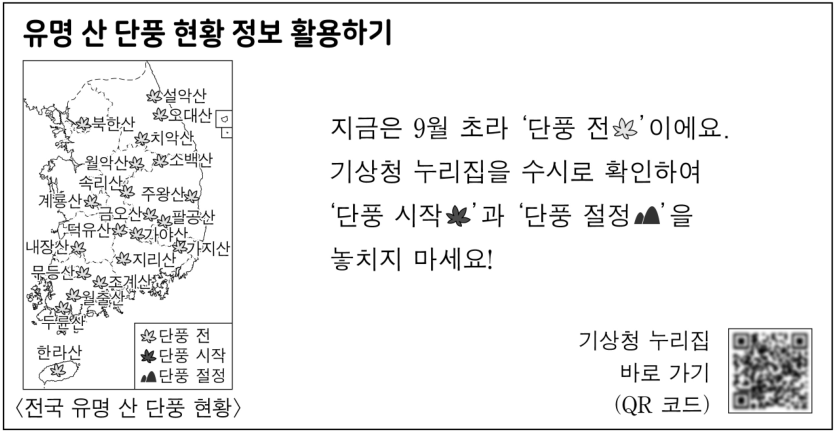 유명 산 단풍 현황 정보 활용하기
설악산
오대산
북한산
치악산
월악산
소백산
속리산
주왕산
계룡산
금오산
팔공산
덕유산
가야산
내장산
가지산
지리산
무등산
조계산
월출산
두륜산
한라산
단풍 전
단풍 시작
단풍 절정
〈전국 유명 산 단풍 현황〉
지금은 9월 초라 ‘단풍 전’이에요.
기상청 누리집을 수시로 확인하여
‘단풍 시작’과 ‘단풍 절정’을
놓치지 마세요!
기상청 누리집
바로 가기
(QR 코드)